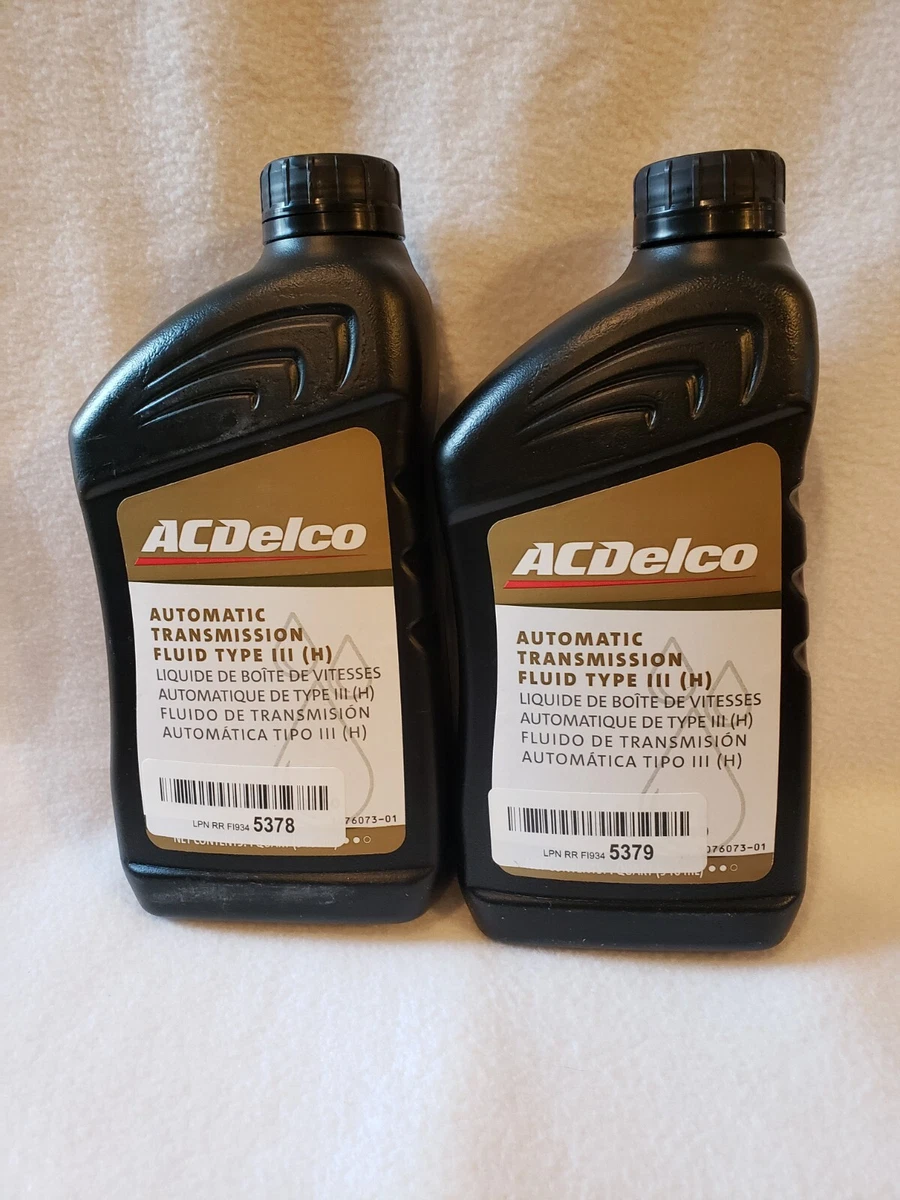 ACDelco
AUTOMATIC
TRANSMISSION
FLUID TYPE III (H)
LIQUIDE DE BOÎTE DE VITESSES
AUTOMATIQUE DE TYPE III (H)
FLUIDO DE TRANSMISIÓN
AUTOMÁTICA TIPO III (H)
LPN RR FI934 5378
76073-01
ACDelco
AUTOMATIC
TRANSMISSION
FLUID TYPE III (H)
LIQUIDE DE BOÎTE DE VITESSES
AUTOMATIQUE DE TYPE III (H)
FLUIDO DE TRANSMISIÓN
AUTOMÁTICA TIPO III (H)
LPN RR FI934 5379
076073-01